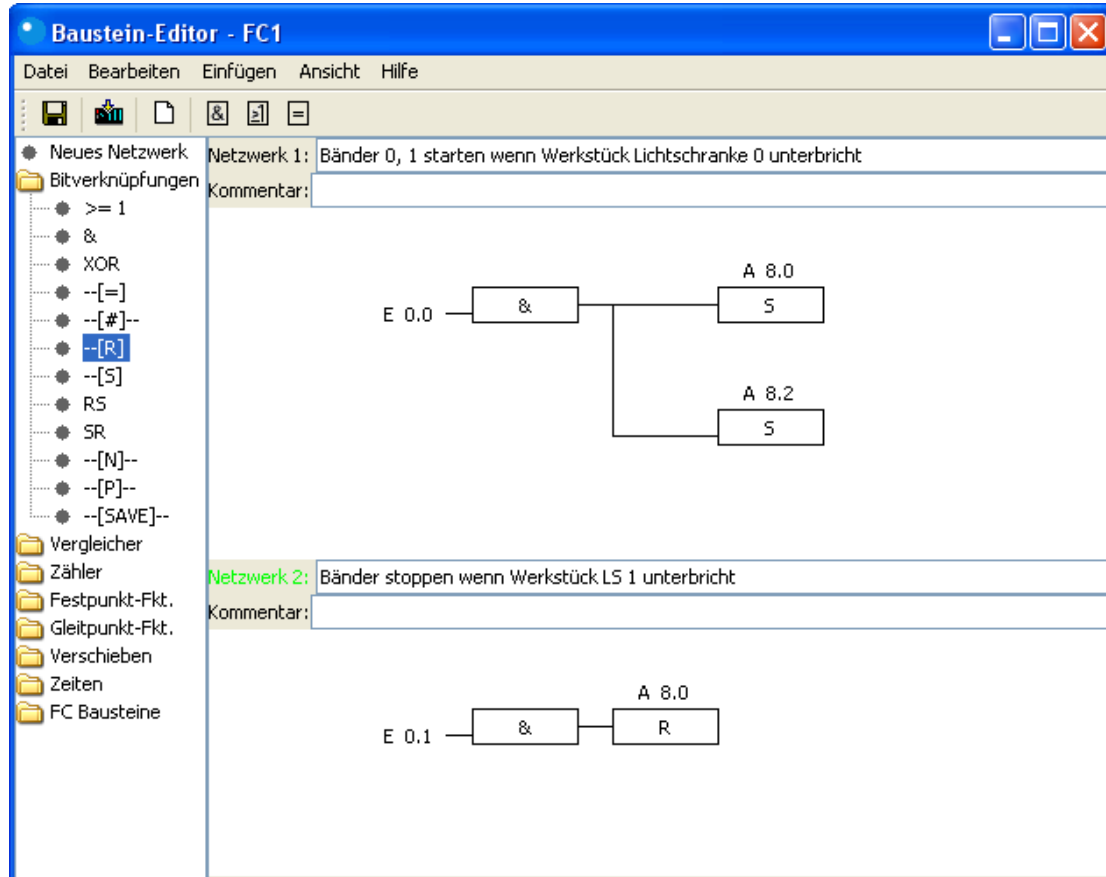 Baustein-Editor - FC1
Datei Bearbeiten Einfügen Ansicht Hilfe
& ≥1 =
Neues Netzwerk
Bitverknüpfungen
>= 1
&
XOR
--[=]
--[#]--
--[R]
--[S]
RS
SR
--[N]--
--[P]--
--[SAVE]--
Vergleicher
Zähler
Festpunkt-Fkt.
Gleitpunkt-Fkt.
Verschieben
Zeiten
FC Bausteine
Netzwerk 1: Bänder 0, 1 starten wenn Werkstück Lichtschranke 0 unterbricht
Kommentar:
A 8.0
E 0.0 & S
A 8.2
S
Netzwerk 2: Bänder stoppen wenn Werkstück LS 1 unterbricht
Kommentar:
A 8.0
E 0.1 & R